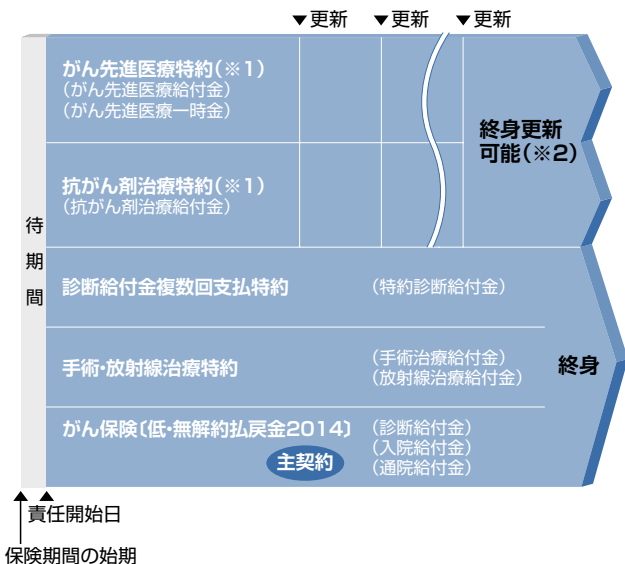 ▼更新 ▼更新 ▼更新
がん先進医療特約(※1)
(がん先進医療給付金)
(がん先進医療一時金)
終身更新
可能(※2)
抗がん剤治療特約(※1)
(抗がん剤治療給付金)
待期間
診断給付金複数回支払特約 (特約診断給付金)
手術・放射線治療特約 (手術治療給付金)
(放射線治療給付金)
終身
がん保険〔低・無解約払戻金2014〕 (診断給付金)
主契約 (入院給付金)
(通院給付金)
責任開始日
保険期間の始期